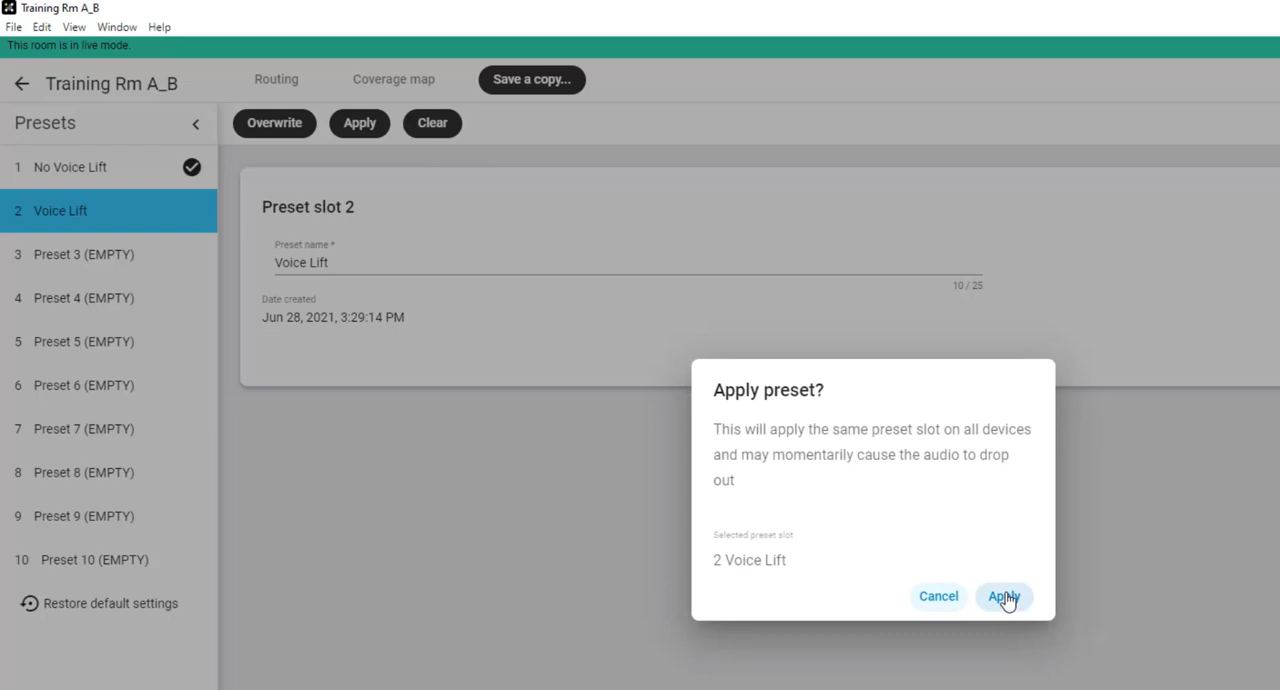 Training Rm A_B
File Edit View Window Help
This room is in live mode.
Training Rm A_B
Routing
Coverage map
Save a copy...
Presets
Overwrite
Apply
Clear
1 No Voice Lift
2 Voice Lift
3 Preset 3 (EMPTY)
4 Preset 4 (EMPTY)
5 Preset 5 (EMPTY)
6 Preset 6 (EMPTY)
7 Preset 7 (EMPTY)
8 Preset 8 (EMPTY)
9 Preset 9 (EMPTY)
10 Preset 10 (EMPTY)
Restore default settings
Preset slot 2
Preset name *
Voice Lift
10 / 25
Date created
Jun 28, 2021, 3:29:14 PM
Apply preset?
This will apply the same preset slot on all devices
and may momentarily cause the audio to drop
out
Selected preset slot
2 Voice Lift
Cancel
Apply